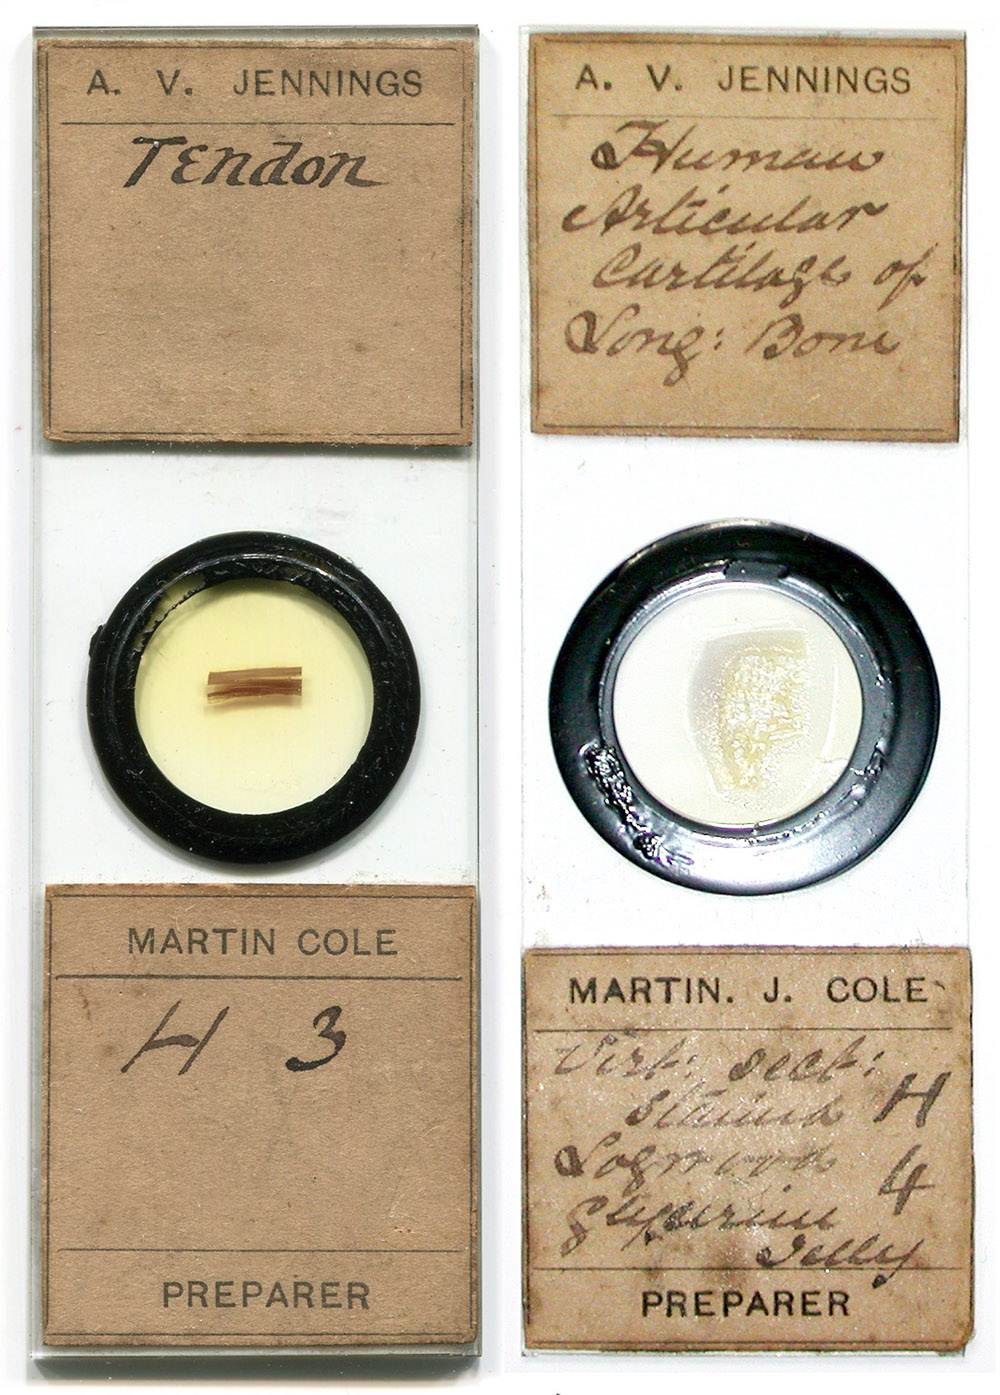 A. V. JENNINGS
Tendon
MARTIN COLE
H 3
PREPARER
A. V. JENNINGS
Human
Articular
Cartilage of
Long: Bone
MARTIN. J. COLE
Vert: sect:
stained H
Logwood 4
Glycerine
Jelly
PREPARER